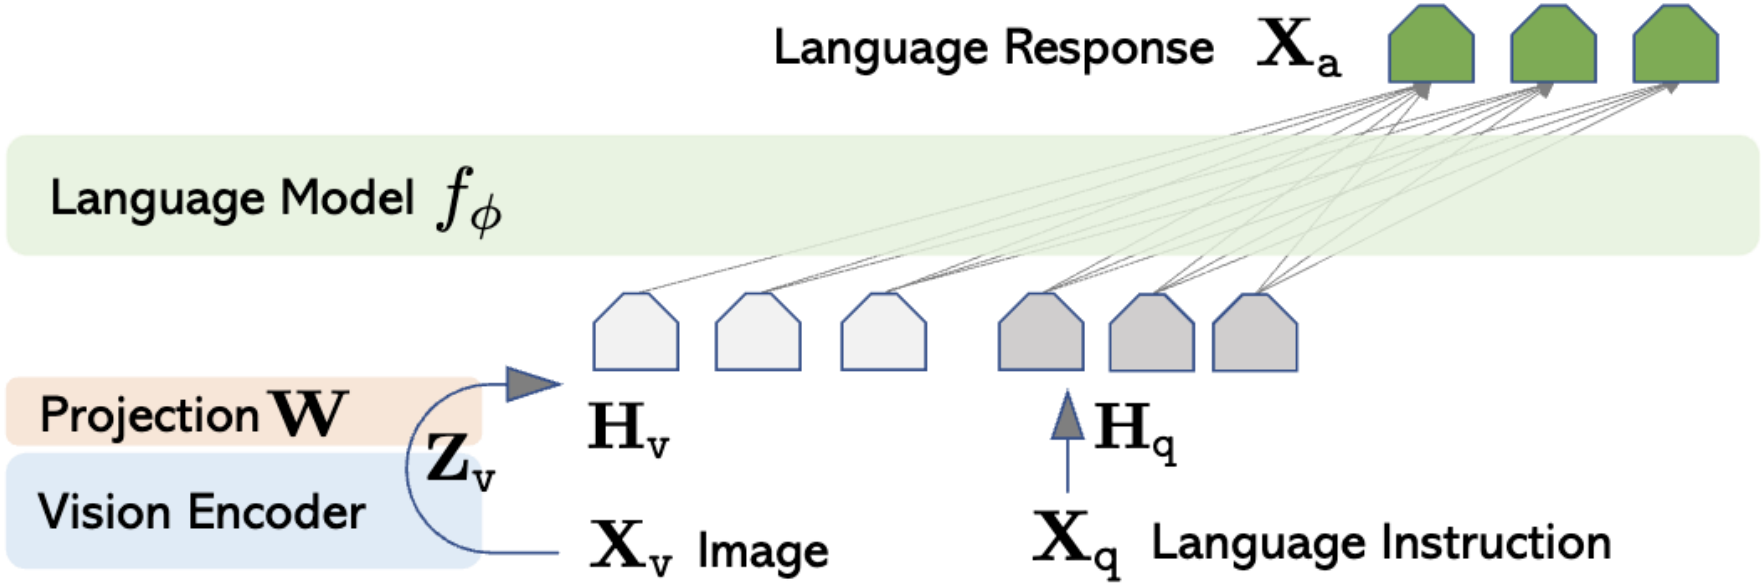 Language Response X_a
Language Model f_ϕ
Projection W
Z_v
H_v
H_q
Vision Encoder
X_v Image
X_q Language Instruction